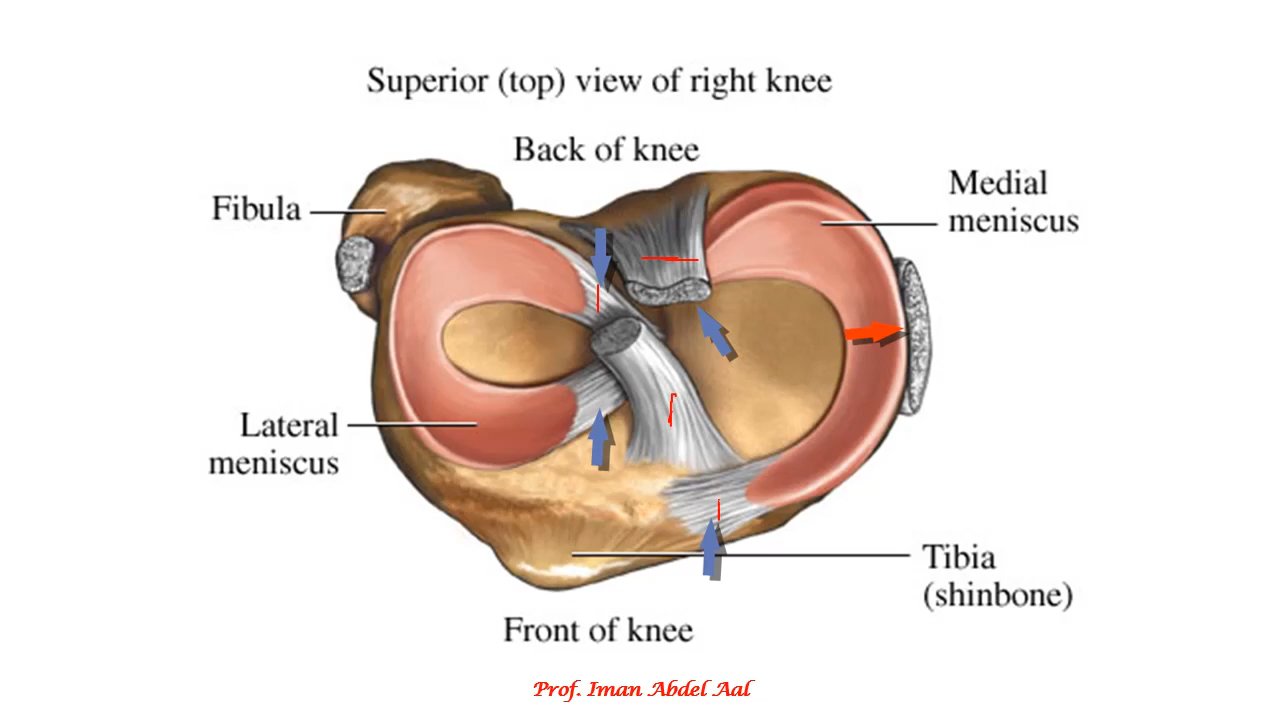 Superior (top) view of right knee
Back of knee
Medial
meniscus
Fibula
Lateral
meniscus
Tibia
(shinbone)
Front of knee
Prof. Iman Abdel Aal